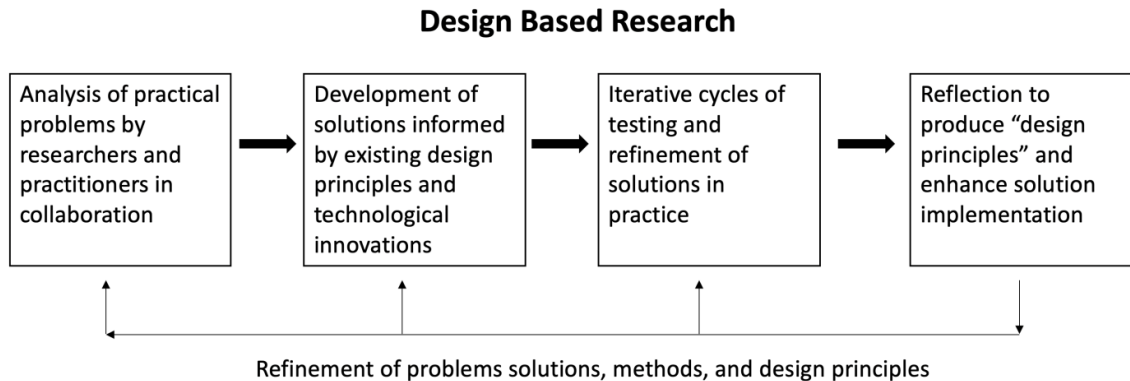 Design Based Research
Analysis of practical
problems by
researchers and
practitioners in
collaboration
Development of
solutions informed
by existing design
principles and
technological
innovations
Iterative cycles of
testing and
refinement of
solutions in
practice
Reflection to
produce “design
principles” and
enhance solution
implementation
Refinement of problems solutions, methods, and design principles